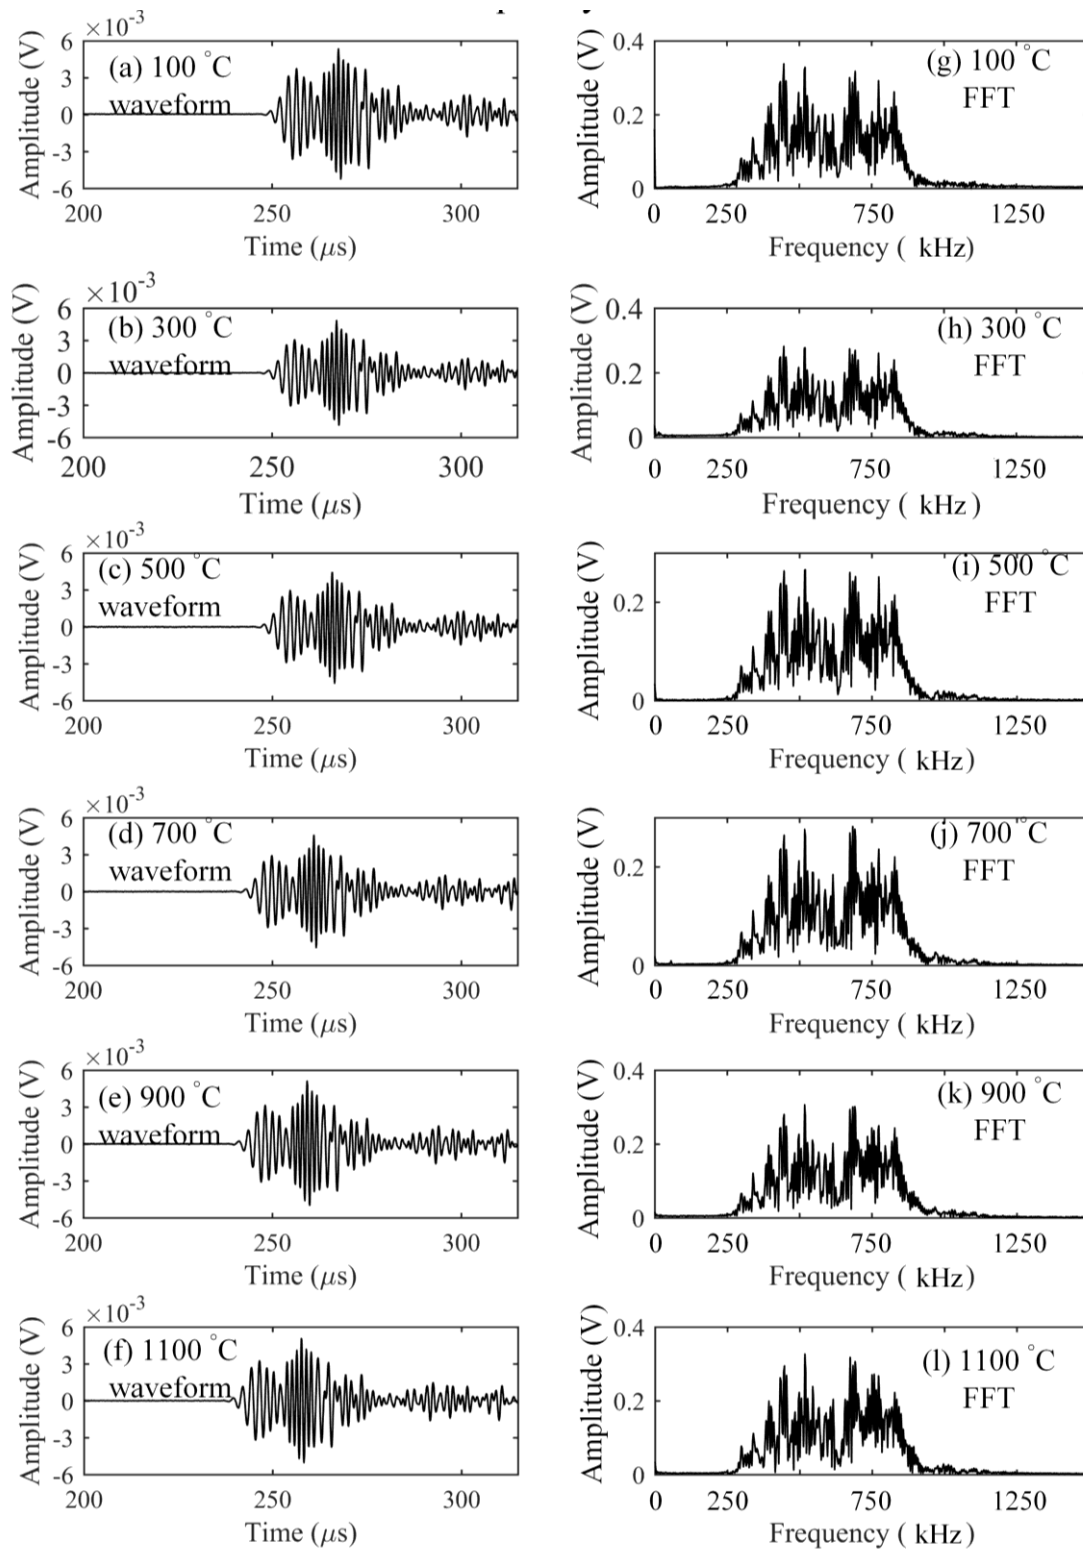 ×10-3
6
3
0
-3
-6
Amplitude (V)
(a) 100 °C
waveform
200
250
300
Time (μs)
0.4
0.2
0
Amplitude (V)
(g) 100 °C
FFT
0
250
750
1250
Frequency ( kHz)
×10-3
6
3
0
-3
-6
Amplitude (V)
(b) 300 °C
waveform
200
250
300
Time (μs)
0.4
0.2
0
Amplitude (V)
(h) 300 °C
FFT
0
250
750
1250
Frequency ( kHz )
×10-3
6
3
0
-3
-6
Amplitude (V)
(c) 500 °C
waveform
200
250
300
Time (μs)
0.2
0
Amplitude (V)
(i) 500 °C
FFT
0
250
750
1250
Frequency ( kHz)
×10-3
6
3
0
-3
-6
Amplitude (V)
(d) 700 °C
waveform
200
250
300
Time (μs)
0.2
0
Amplitude (V)
(j) 700 °C
FFT
0
250
750
1250
Frequency ( kHz)
×10-3
6
3
0
-3
-6
Amplitude (V)
(e) 900 °C
waveform
200
250
300
Time (μs)
0.4
0.2
0
Amplitude (V)
(k) 900 °C
FFT
0
250
750
1250
Frequency ( kHz)
×10-3
6
3
0
-3
-6
Amplitude (V)
(f) 1100 °C
waveform
200
250
300
Time (μs)
0.4
0.2
0
Amplitude (V)
(l) 1100 °C
FFT
0
250
750
1250
Frequency ( kHz)